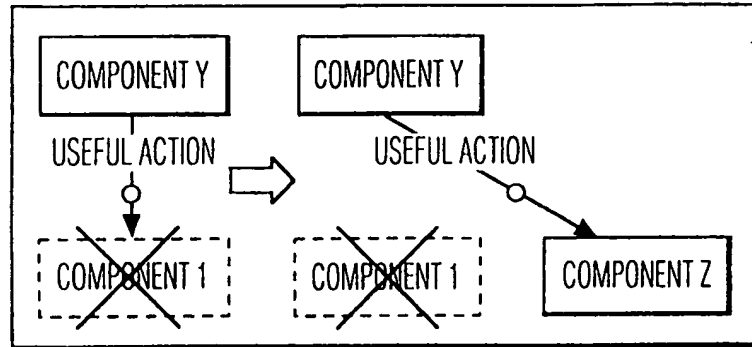 COMPONENT Y
USEFUL ACTION
COMPONENT 1
COMPONENT Y
USEFUL ACTION
COMPONENT 1
COMPONENT Z